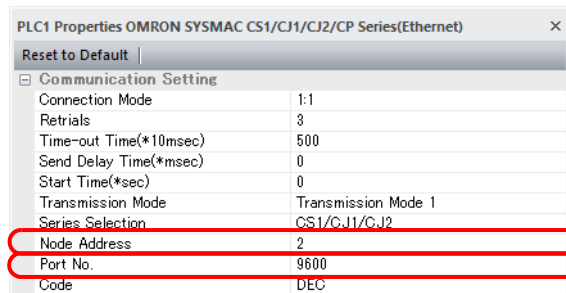 PLC1 Properties OMRON SYSMAC CS1/CJ1/CJ2/CP Series(Ethernet) ×
Reset to Default
Communication Setting
Connection Mode 1:1
Retrials 3
Time-out Time(*10msec) 500
Send Delay Time(*msec) 0
Start Time(*sec) 0
Transmission Mode Transmission Mode 1
Series Selection CS1/CJ1/CJ2
Node Address 2
Port No. 9600
Code DEC